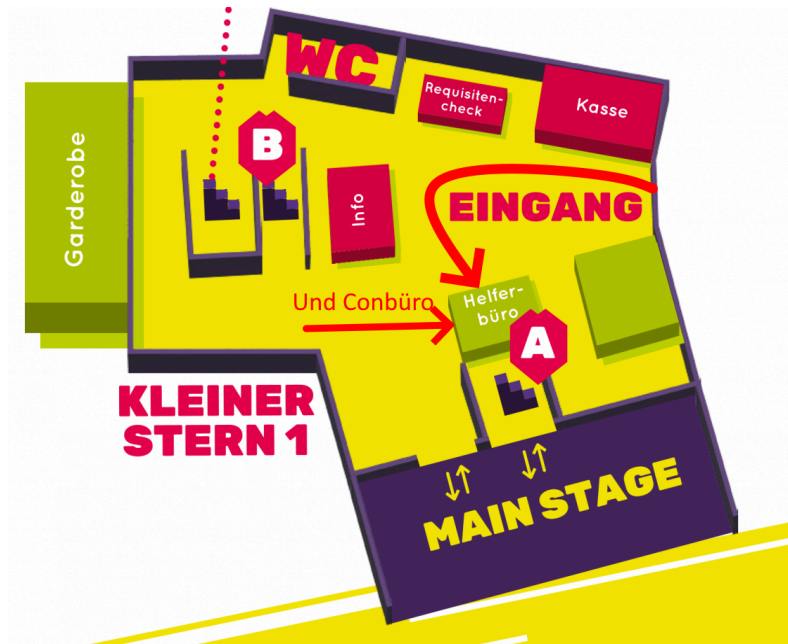 WC
Requisiten-
check
Kasse
B
Garderobe
Info
EINGANG
Und Conbüro
Helfer-
büro
A
KLEINER
STERN 1
MAIN STAGE